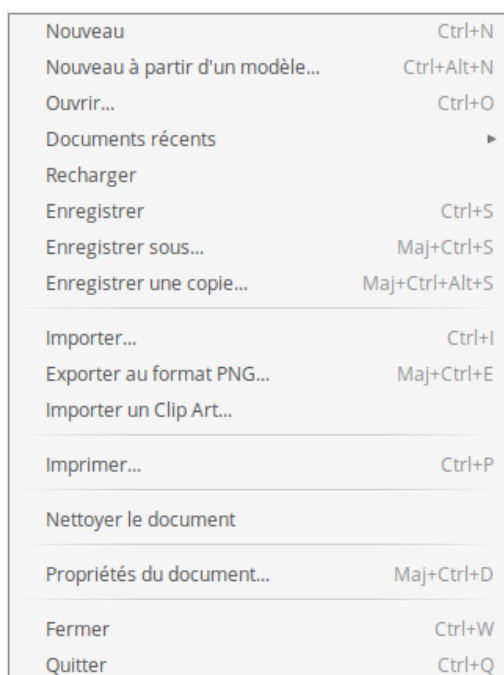 Nouveau Ctrl+N
Nouveau à partir d'un modèle... Ctrl+Alt+N
Ouvrir... Ctrl+O
Documents récents
Recharger
Enregistrer Ctrl+S
Enregistrer sous... Maj+Ctrl+S
Enregistrer une copie... Maj+Ctrl+Alt+S
Importer... Ctrl+I
Exporter au format PNG... Maj+Ctrl+E
Importer un Clip Art...
Imprimer... Ctrl+P
Nettoyer le document
Propriétés du document... Maj+Ctrl+D
Fermer Ctrl+W
Quitter Ctrl+Q